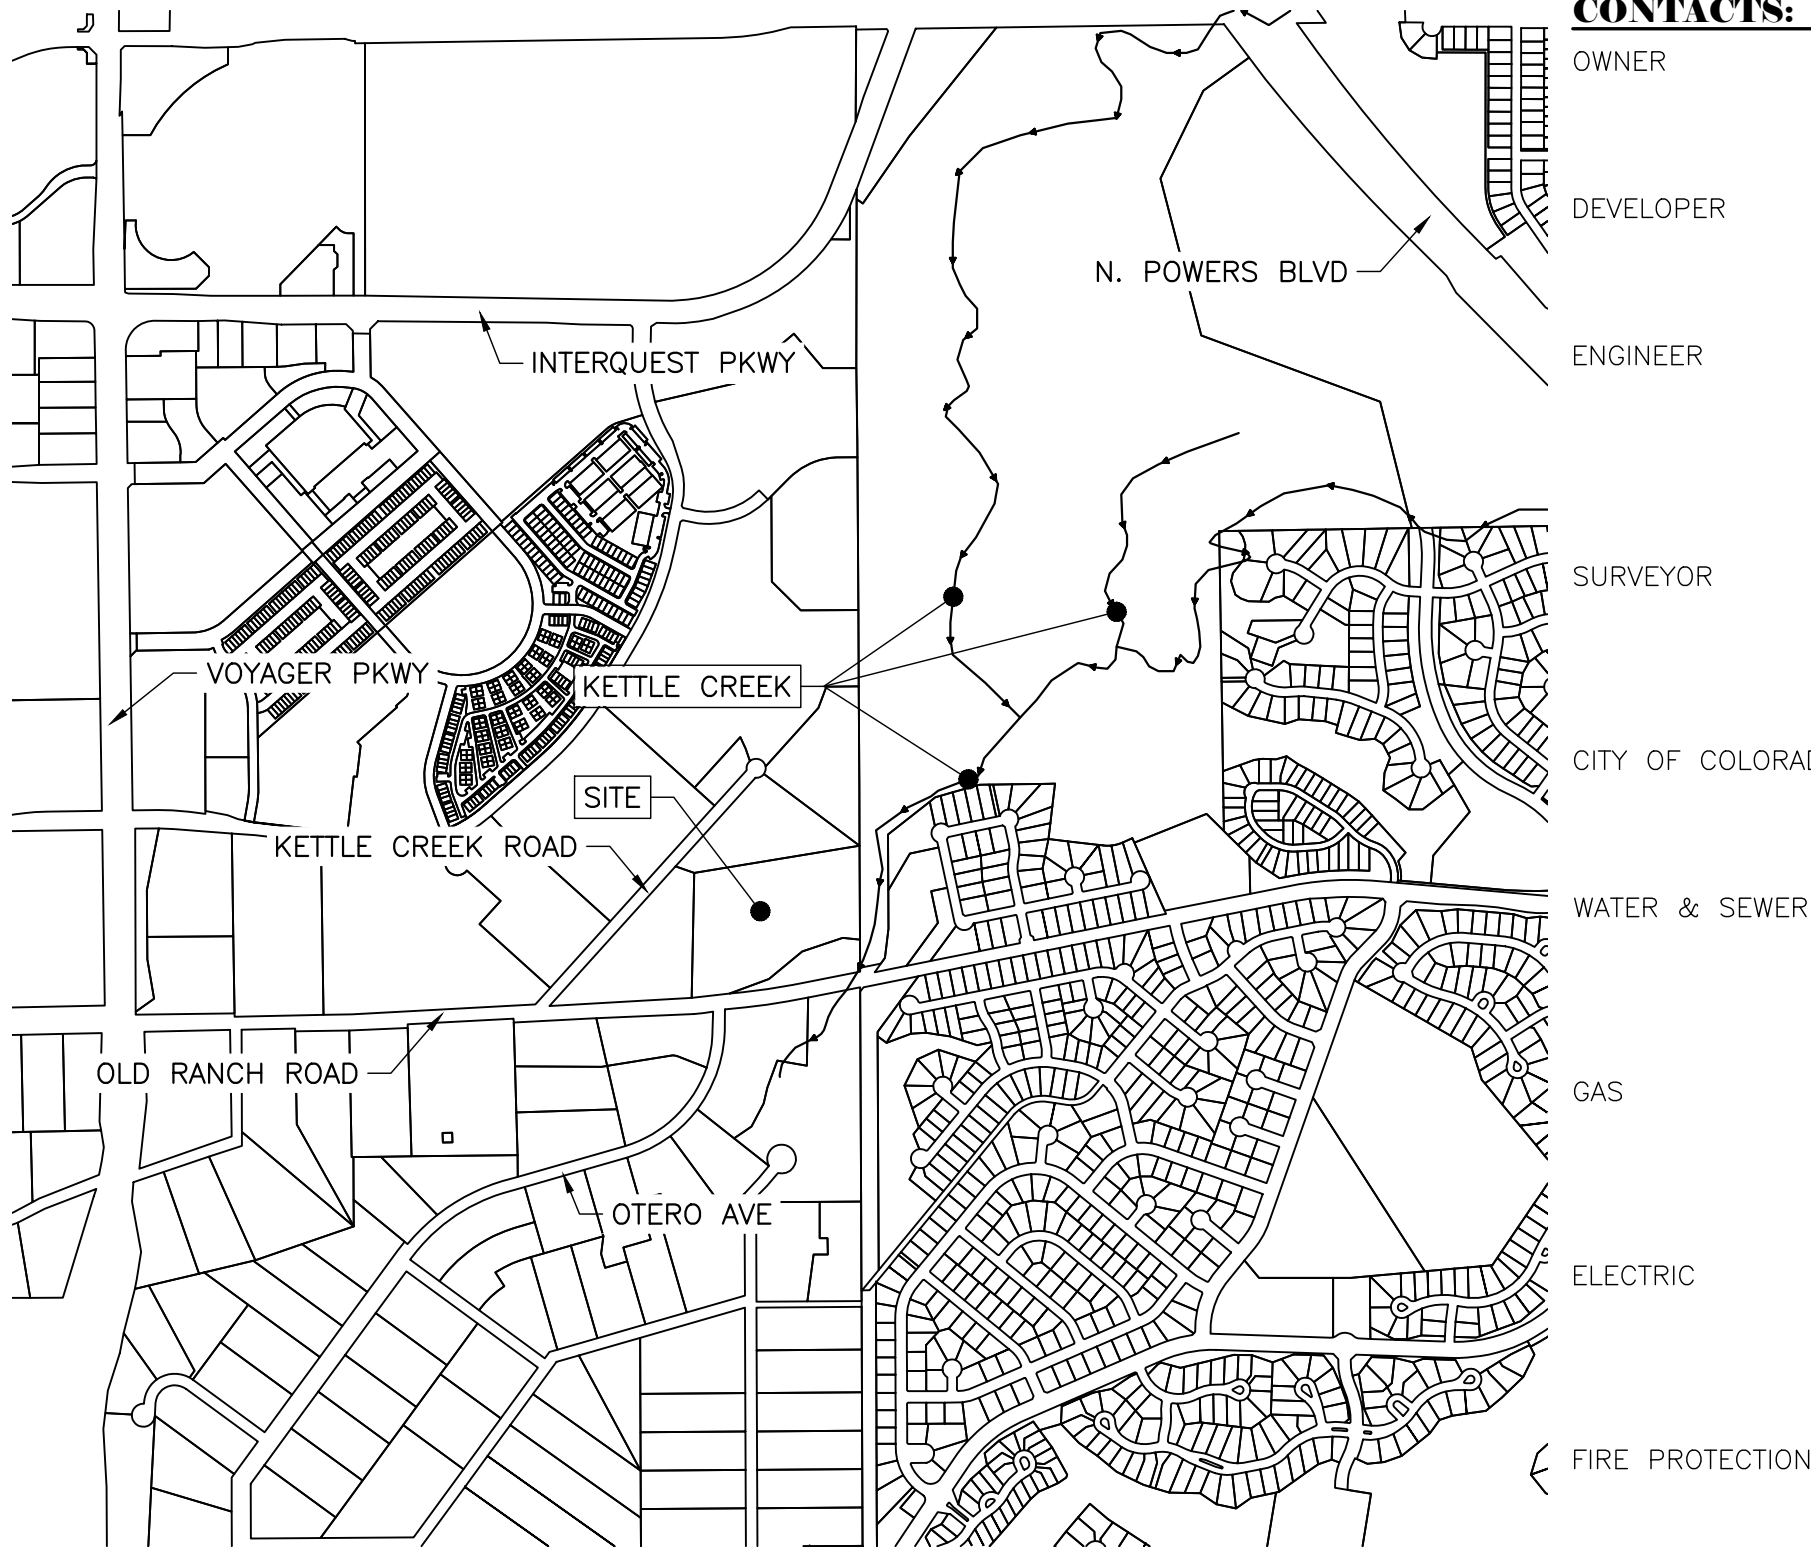 CONTACTS:
OWNER
DEVELOPER
N. POWERS BLVD
ENGINEER
INTERQUEST PKWY
SURVEYOR
VOYAGER PKWY
KETTLE CREEK
CITY OF COLORAD
SITE
KETTLE CREEK ROAD
WATER & SEWER
OLD RANCH ROAD
GAS
OTERO AVE
ELECTRIC
FIRE PROTECTION